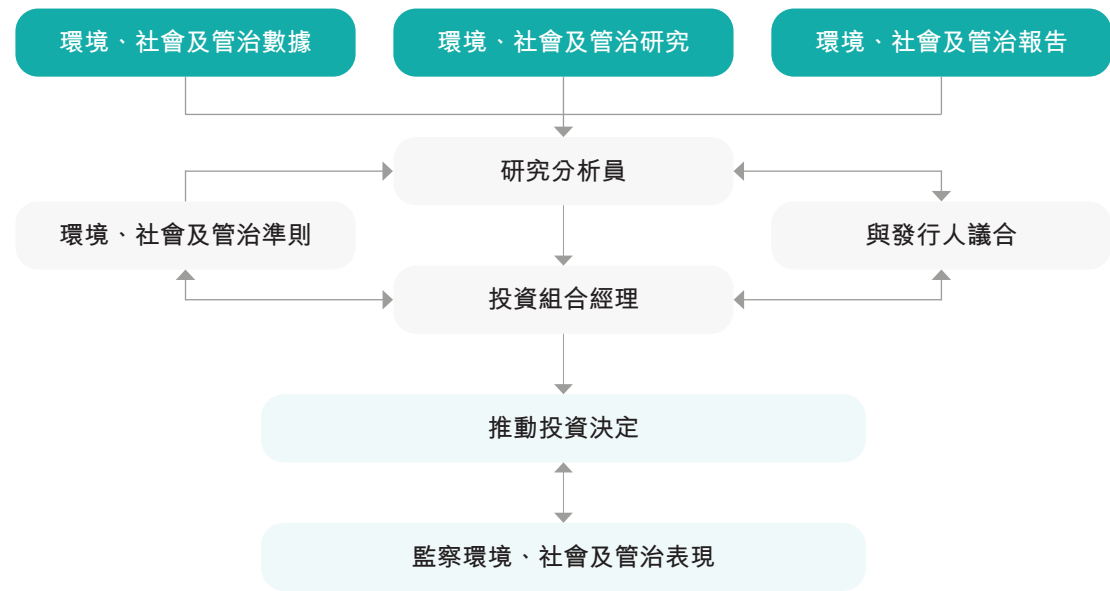 環境、社會及管治數據
環境、社會及管治研究
環境、社會及管治報告
研究分析員
環境、社會及管治準則
與發行人議合
投資組合經理
推動投資決定
監察環境、社會及管治表現